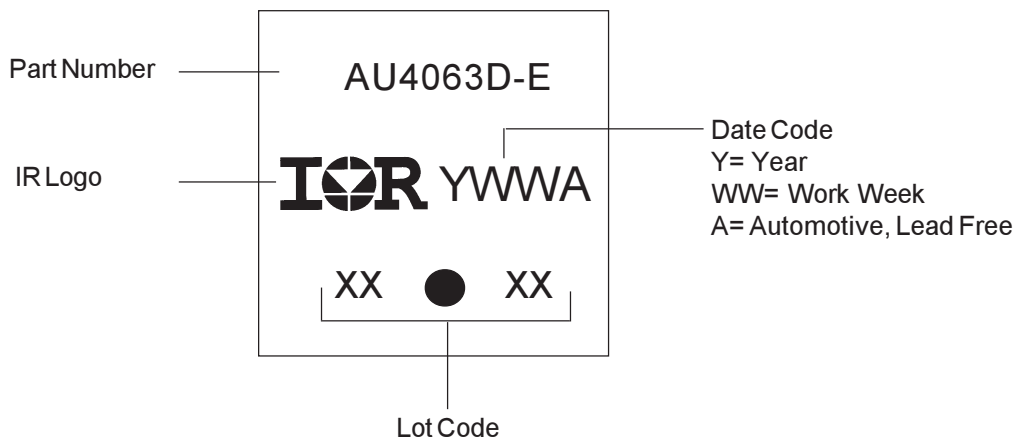 Part Number
AU4063D-E
IR Logo
IOR YWWA
Date Code
Y= Year
WW= Work Week
A= Automotive, Lead Free
XX XX
Lot Code